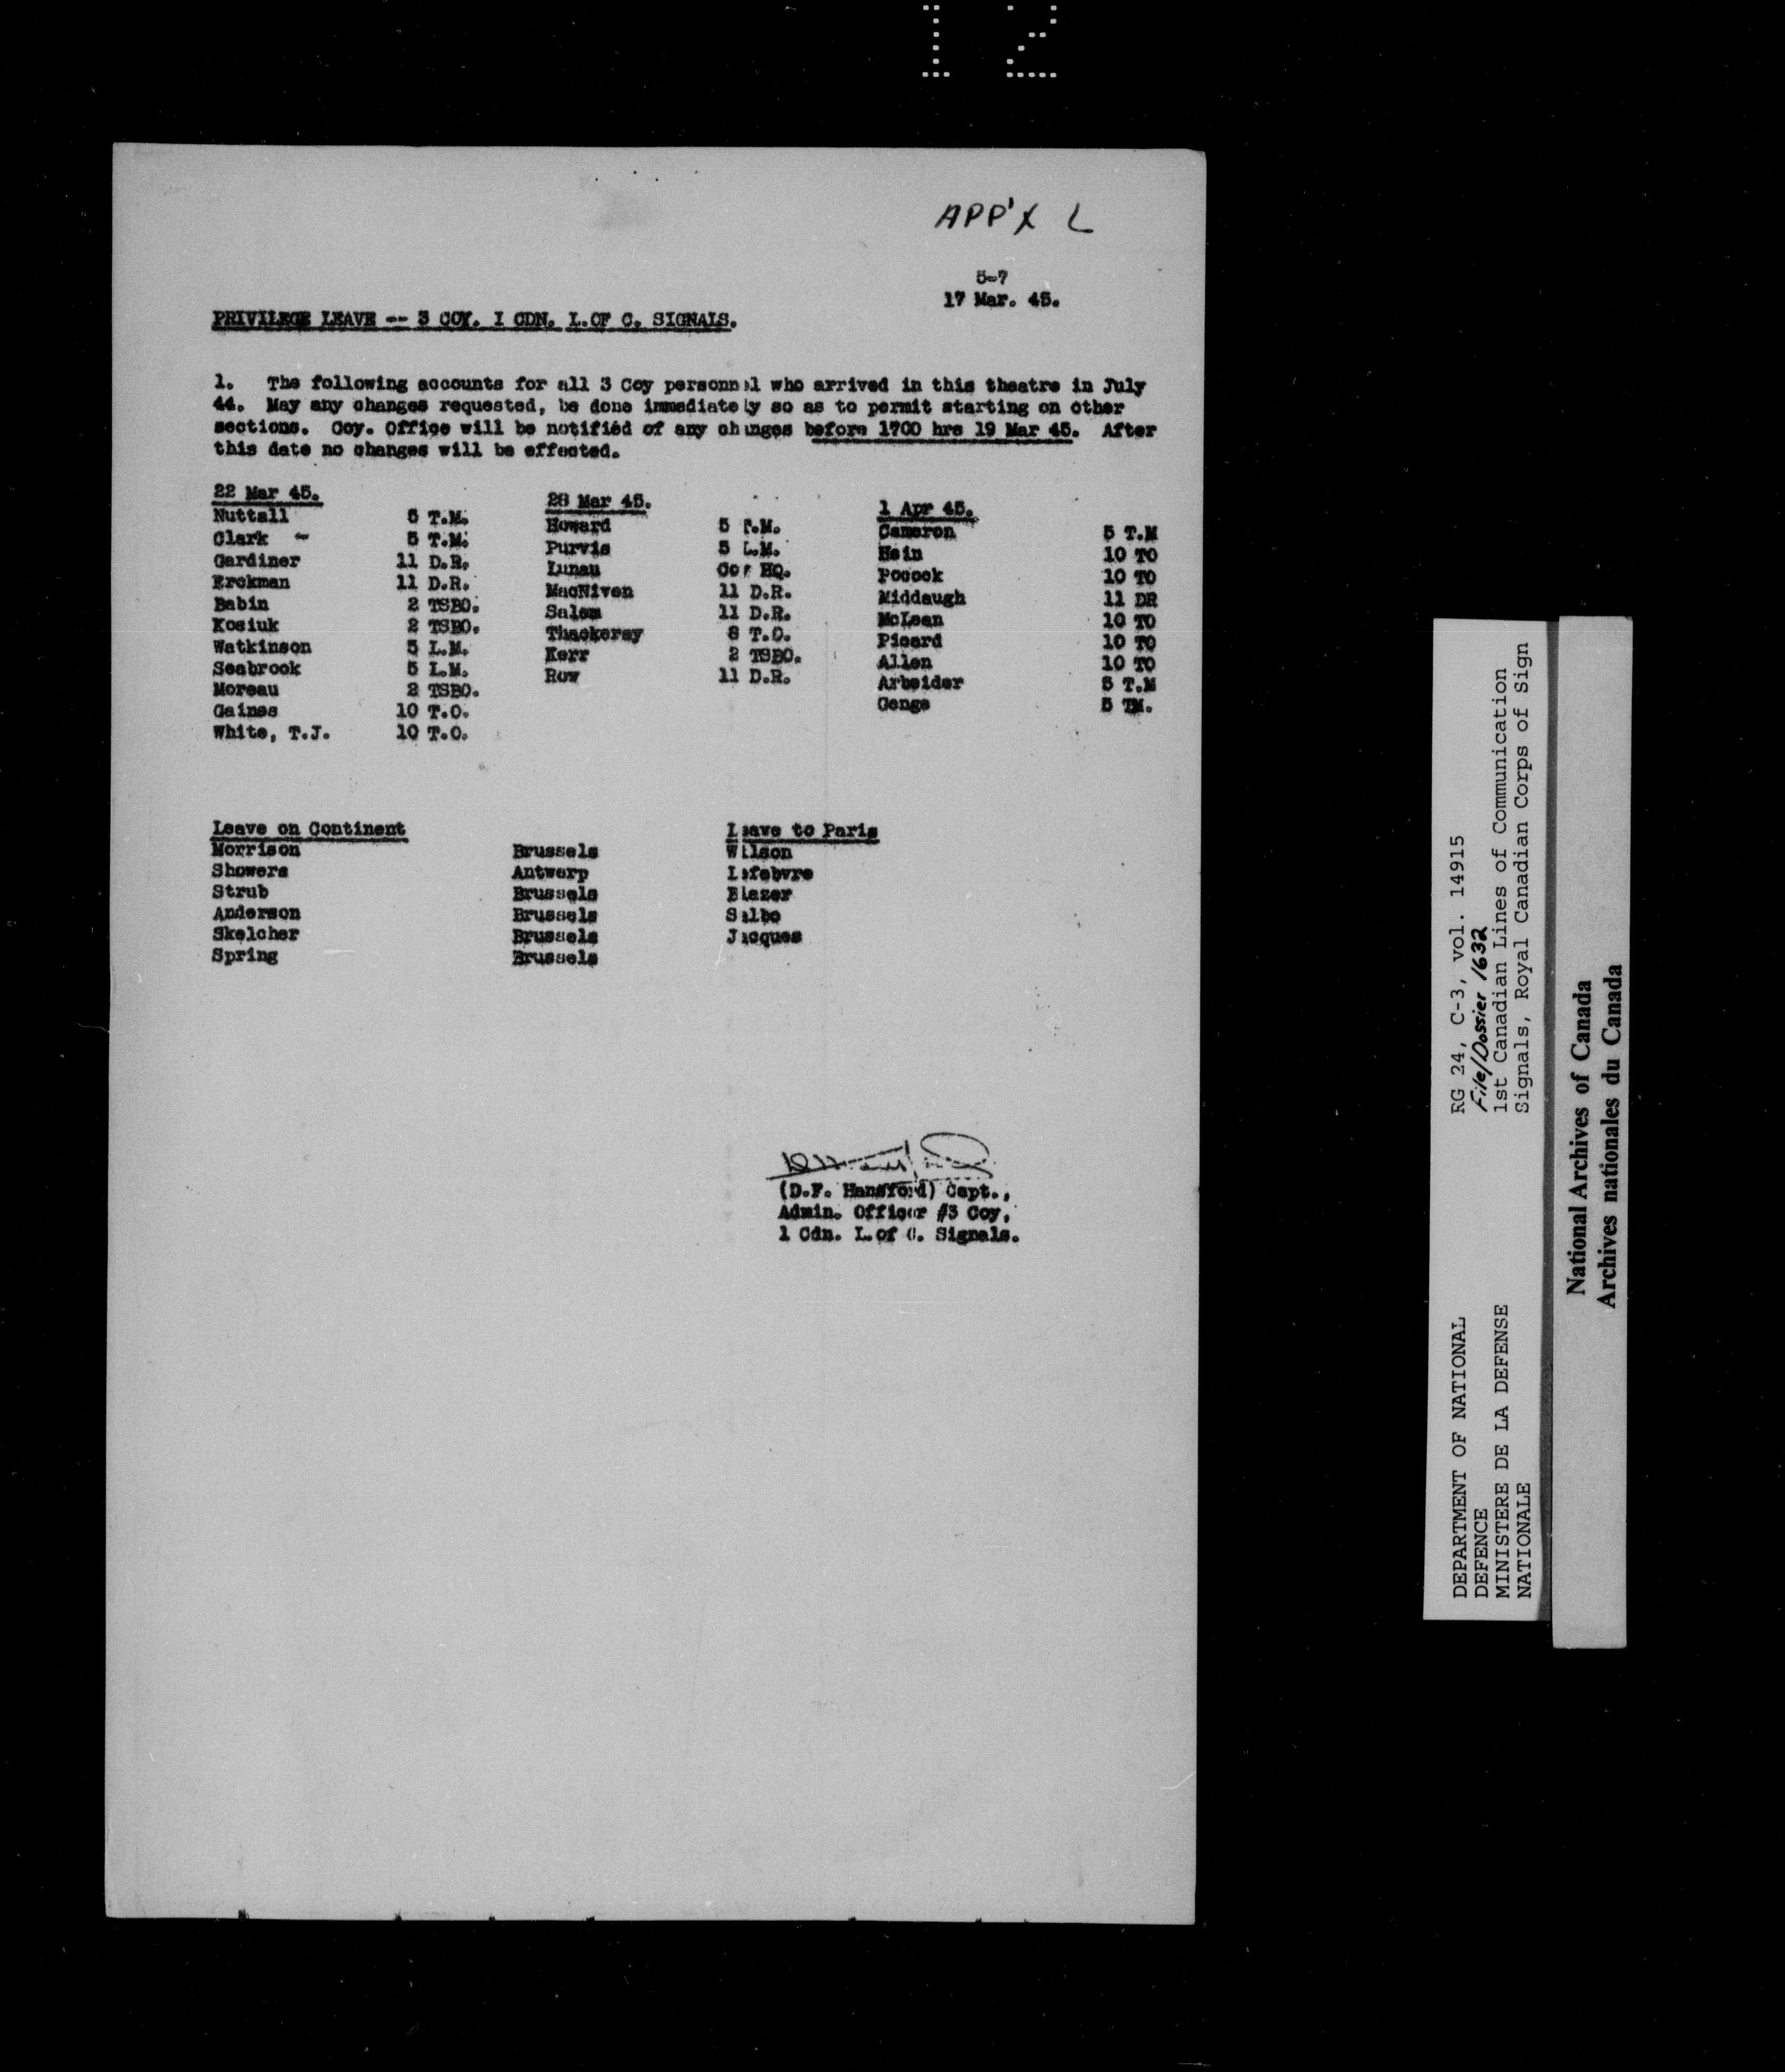 12
APP'X L
5-7
17 Mar. 45.
PRIVILEGE LEAVE -- 3 COY. I CDN. L.OF C. SIGNALS.
1. The following accounts for all 3 Coy personnel who arrived in this theatre in July
44. May any changes requested, be done immediately so as to permit starting on other
sections. Coy. Office will be notified of any changes before 1700 hrs 19 Mar 45. After
this date no changes will be effected.
22 Mar 45.
Nuttall 5 T.M.
Clark 5 T.M.
Gardiner 11 D.R.
Erckman 11 D.R.
Babin 2 TSBO.
Kosiuk 2 TSBO.
Watkinson 5 L.M.
Seabrook 5 L.M.
Moreau 2 TSBO.
Gaines 10 T.O.
White, T.J. 10 T.O.
28 Mar 45.
Howard 5 T.M.
Purvis 5 L.M.
Lunau Coy HQ.
MacNiven 11 D.R.
Salem 11 D.R.
Thackeray 8 T.O.
Kerr 2 TSBO.
Row 11 D.R.
1 Apr 45.
Cameron 5 T.M
Hein 10 TO
Pocock 10 TO
Middaugh 11 DR
McLean 10 TO
Picard 10 TO
Allen 10 TO
Arbeider 5 T.M
Genge 5 TM.
Leave on Continent
Morrison Brussels
Showers Antwerp
Strub Brussels
Anderson Brussels
Skelcher Brussels
Spring Brussels
Leave to Paris
Wilson
Lefebvre
Blazer
Jacques
(D.F. Hansford) Capt.,
Admin. Officer #3 Coy,
1 Cdn. L.of C. Signals.
DEPARTMENT OF NATIONAL
DEFENCE
MINISTERE DE LA DEFENSE
NATIONALE
RG 24, C-3, vol. 14915
File/Dossier 1632
1st Canadian Lines of Communication
Signals, Royal Canadian Corps of Sign
National Archives of Canada
Archives nationales du Canada